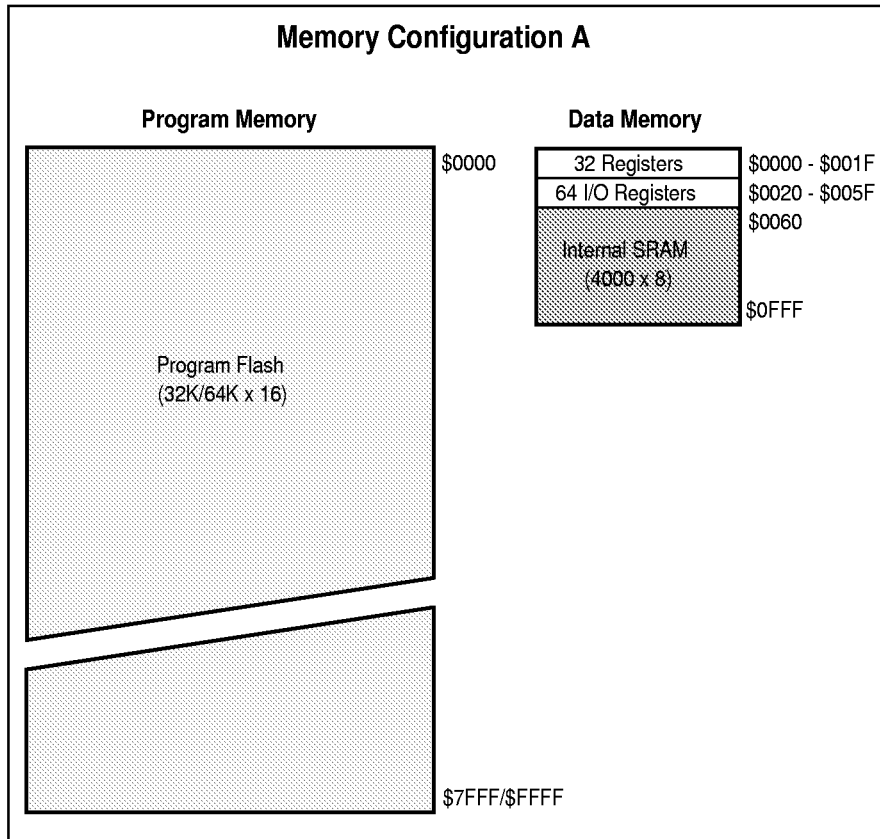 Memory Configuration A
Program Memory
$0000
Program Flash
(32K/64K x 16)
$7FFF/$FFFF
Data Memory
32 Registers
$0000 - $001F
64 I/O Registers
$0020 - $005F
$0060
Internal SRAM
(4000 x 8)
$0FFF